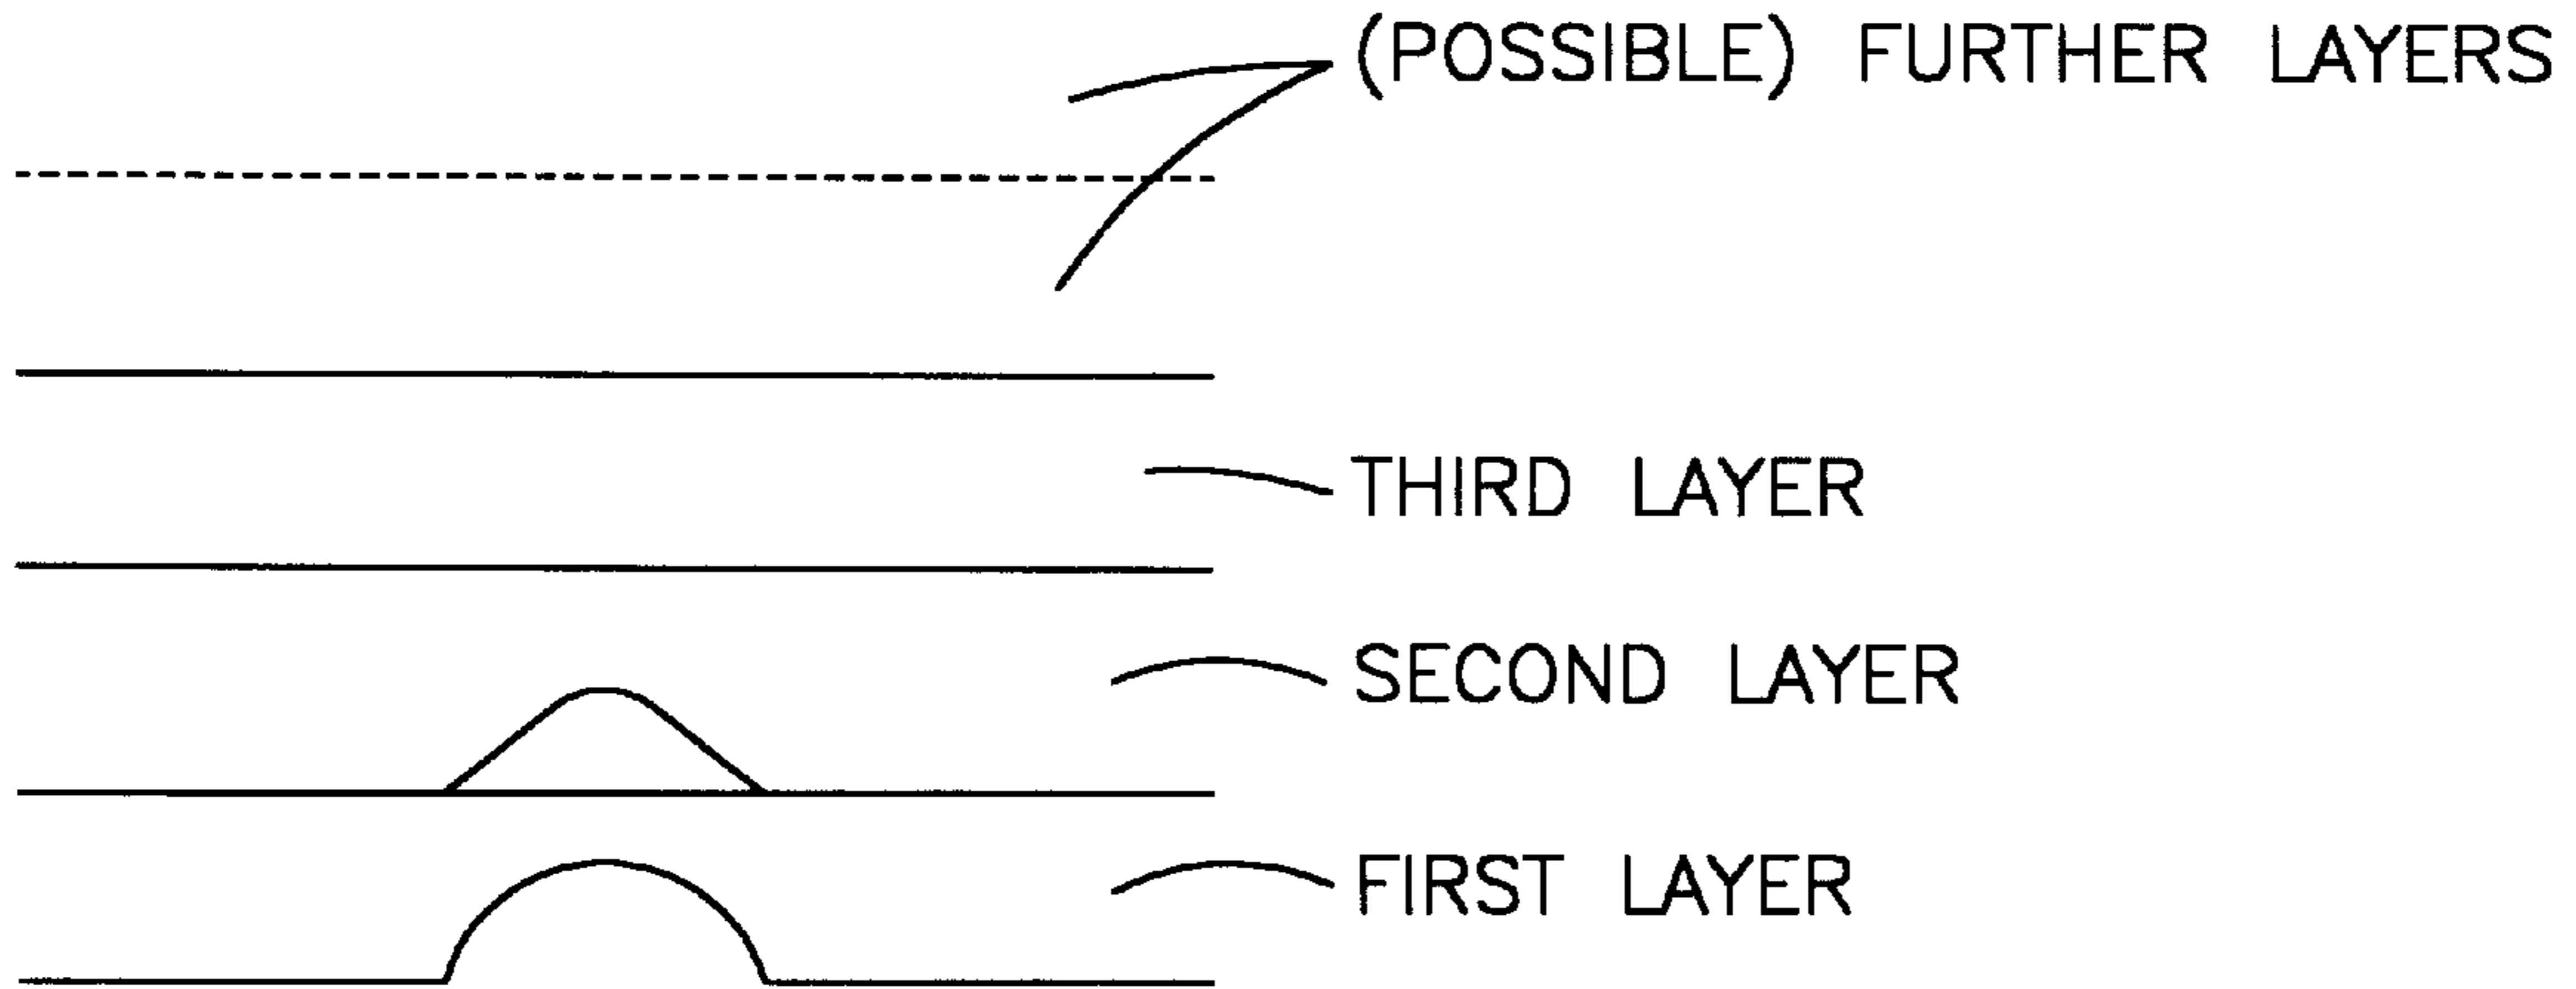 (POSSIBLE) FURTHER LAYERS
THIRD LAYER
SECOND LAYER
FIRST LAYER